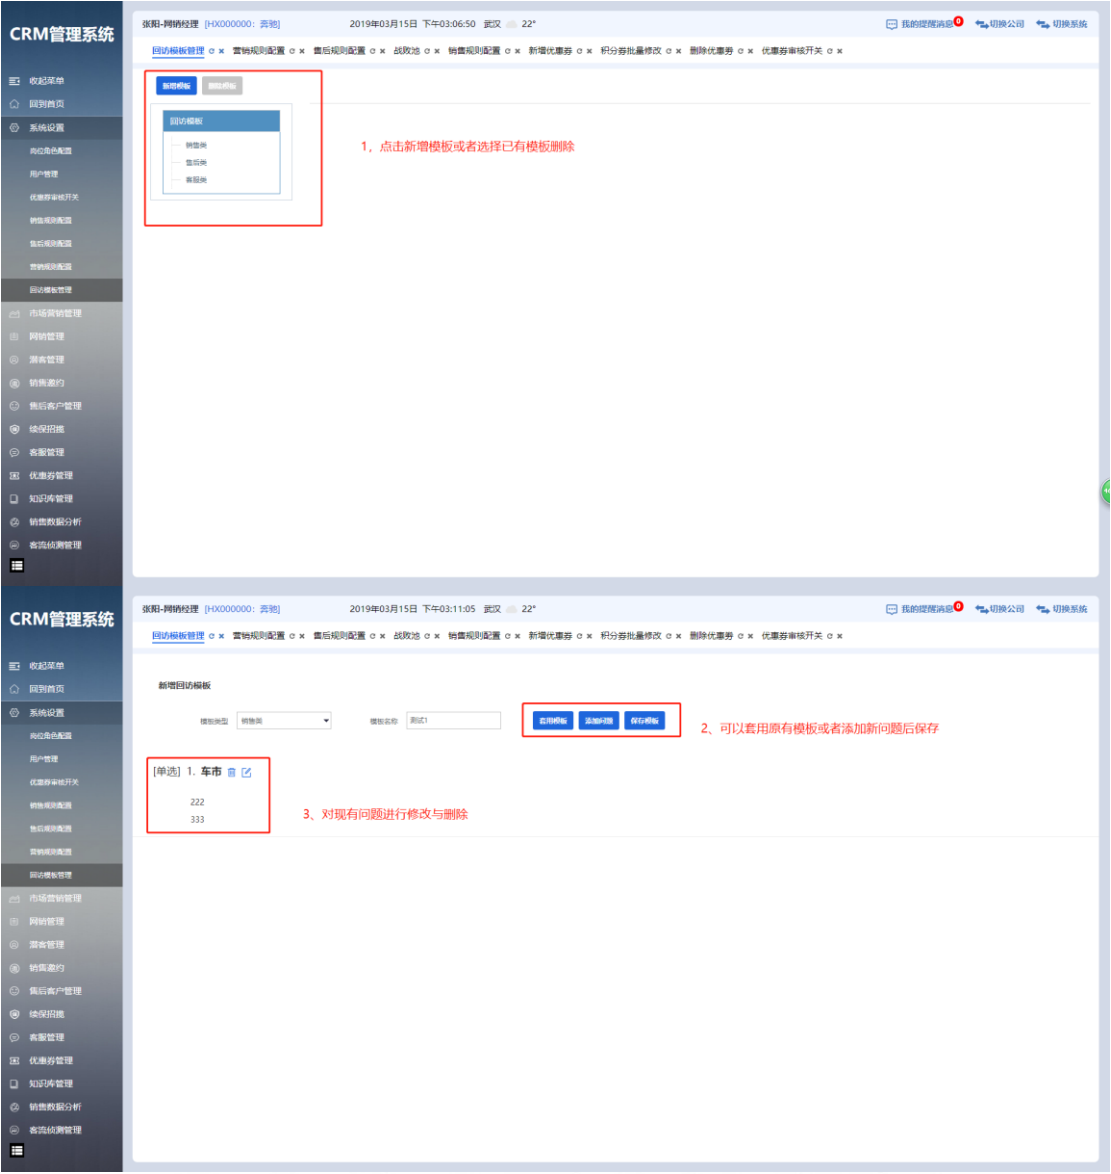 CRM管理系统
张阳-网销经理 [HX000000: 奔驰] 2019年03月15日 下午03:06:50 武汉 22° 我的提醒消息 0 切换公司 切换系统
回访模板管理 营销规则配置 售后规则配置 战败池 销售规则配置 新增优惠券 积分券批量修改 删除优惠券 优惠券审核开关
收起菜单
回到首页
系统设置
岗位角色配置
用户管理
优惠券审核开关
销售规则配置
售后规则配置
营销规则配置
回访模板管理
市场营销管理
网销管理
潜客管理
销售邀约
售后客户管理
续保招揽
客服管理
优惠券管理
知识库管理
销售数据分析
客流侦测管理
新增模板 删除模板
回访模板
销售类
售后类
客服类
1，点击新增模板或者选择已有模板删除
CRM管理系统
张阳-网销经理 [HX000000: 奔驰] 2019年03月15日 下午03:11:05 武汉 22° 我的提醒消息 0 切换公司 切换系统
回访模板管理 营销规则配置 售后规则配置 战败池 销售规则配置 新增优惠券 积分券批量修改 删除优惠券 优惠券审核开关
收起菜单
回到首页
系统设置
岗位角色配置
用户管理
优惠券审核开关
销售规则配置
售后规则配置
营销规则配置
回访模板管理
市场营销管理
网销管理
潜客管理
销售邀约
售后客户管理
续保招揽
客服管理
优惠券管理
知识库管理
销售数据分析
客流侦测管理
新增回访模板
模板类型 销售类 模板名称 测试1 套用模板 添加问题 保存模板
2、可以套用原有模板或者添加新问题后保存
[单选] 1. 车市
222
333
3、对现有问题进行修改与删除